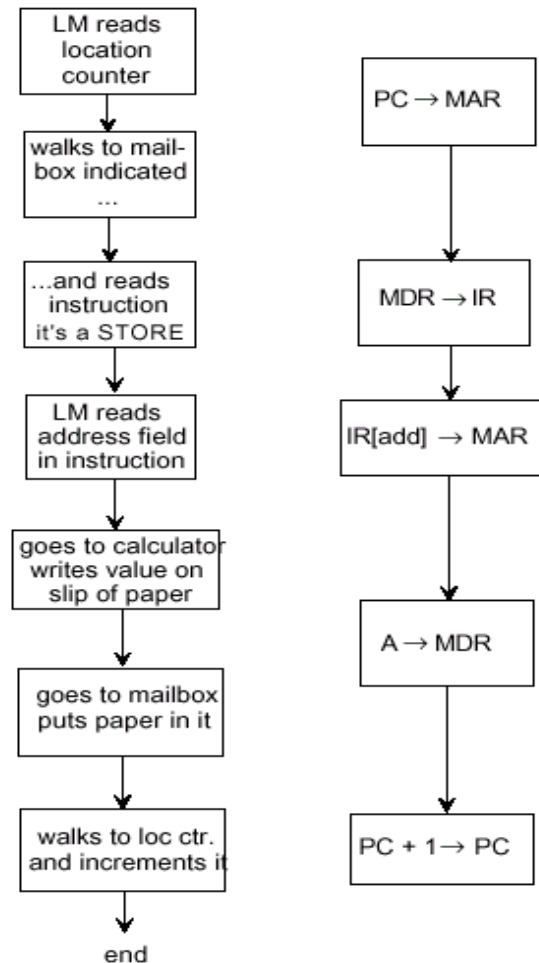 LM reads
location
counter
walks to mail-
box indicated
...
...and reads
instruction
it's a STORE
LM reads
address field
in instruction
goes to calculator
writes value on
slip of paper
goes to mailbox
puts paper in it
walks to loc ctr.
and increments it
end
PC → MAR
MDR → IR
IR[add] → MAR
A → MDR
PC + 1 → PC